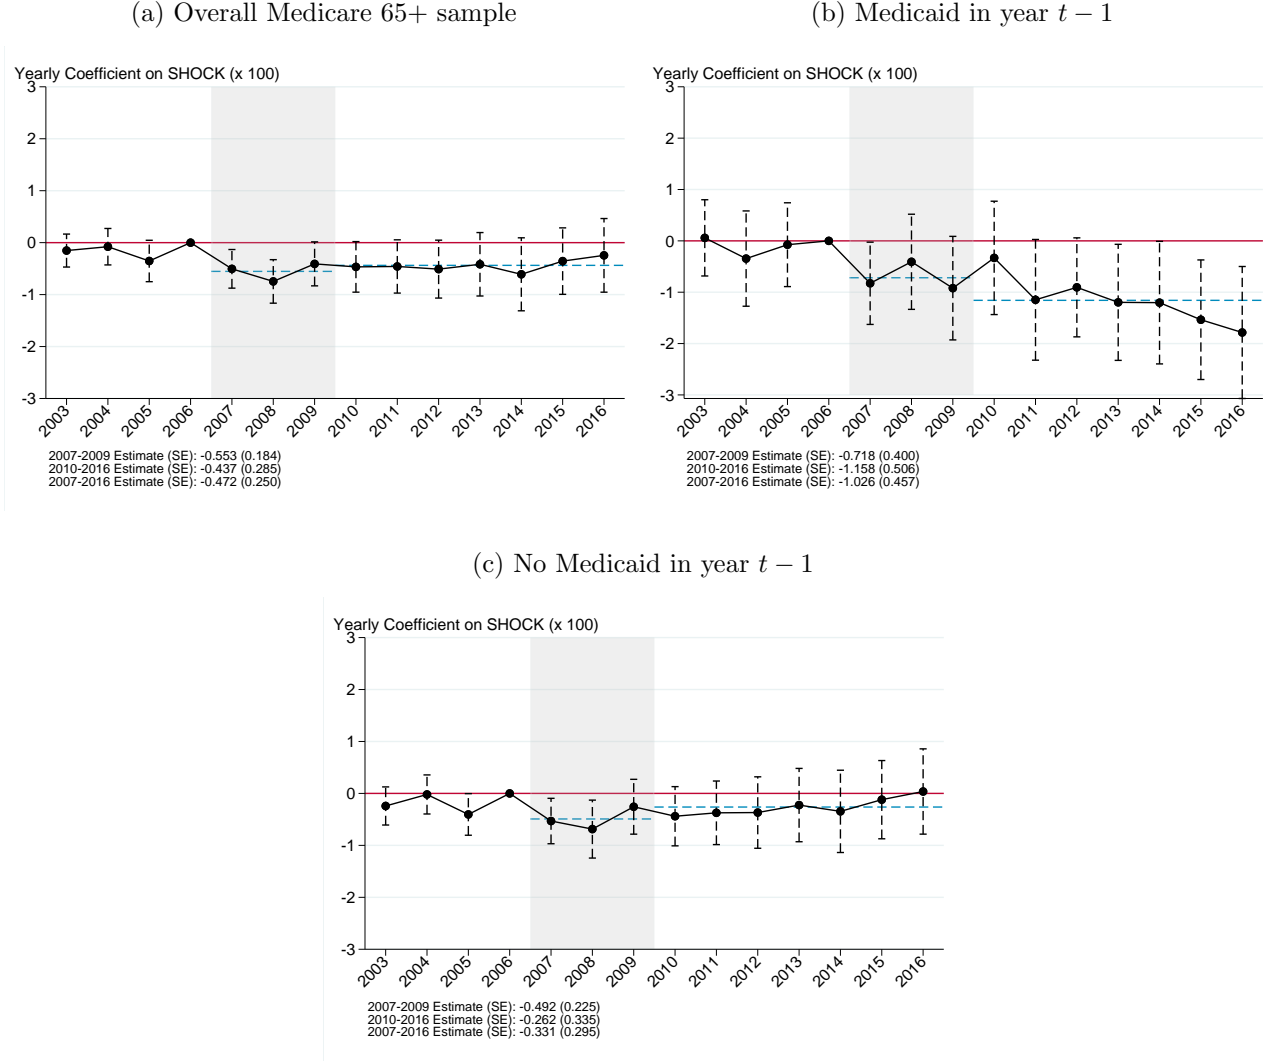 (a) Overall Medicare 65+ sample
Yearly Coefficient on SHOCK (x 100)
3
2
1
0
-1
-2
-3
2003 2004 2005 2006 2007 2008 2009 2010 2011 2012 2013 2014 2015 2016
2007-2009 Estimate (SE): -0.553 (0.184)
2010-2016 Estimate (SE): -0.437 (0.285)
2007-2016 Estimate (SE): -0.472 (0.250)
(b) Medicaid in year t − 1
Yearly Coefficient on SHOCK (x 100)
3
2
1
0
-1
-2
-3
2003 2004 2005 2006 2007 2008 2009 2010 2011 2012 2013 2014 2015 2016
2007-2009 Estimate (SE): -0.718 (0.400)
2010-2016 Estimate (SE): -1.158 (0.506)
2007-2016 Estimate (SE): -1.026 (0.457)
(c) No Medicaid in year t − 1
Yearly Coefficient on SHOCK (x 100)
3
2
1
0
-1
-2
-3
2003 2004 2005 2006 2007 2008 2009 2010 2011 2012 2013 2014 2015 2016
2007-2009 Estimate (SE): -0.492 (0.225)
2010-2016 Estimate (SE): -0.262 (0.335)
2007-2016 Estimate (SE): -0.331 (0.295)